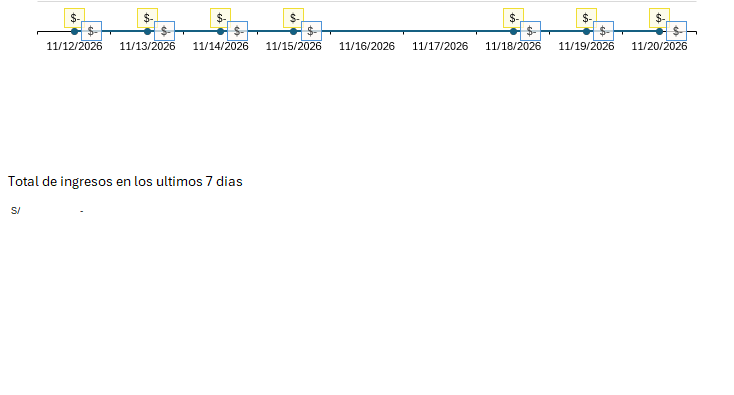 $- $- $- $- $- $- $-
$- $- $- $- $- $- $-
11/12/2026 11/13/2026 11/14/2026 11/15/2026 11/16/2026 11/17/2026 11/18/2026 11/19/2026 11/20/2026
Total de ingresos en los ultimos 7 dias
S/ -